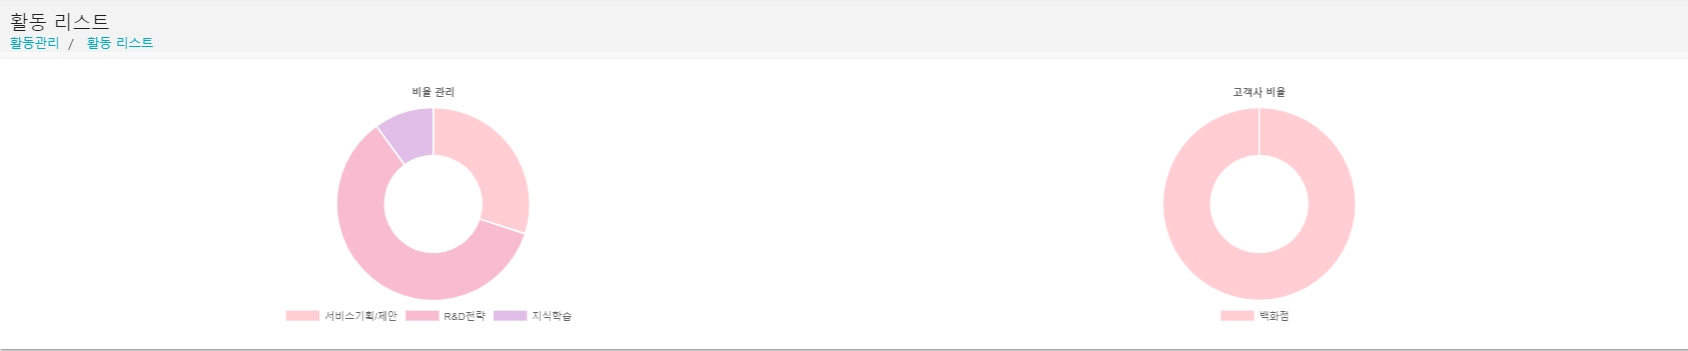 활동 리스트
활동관리 / 활동 리스트
비율 관리
서비스기획/제안 R&D전략 지식학습
고객사 비율
백화점